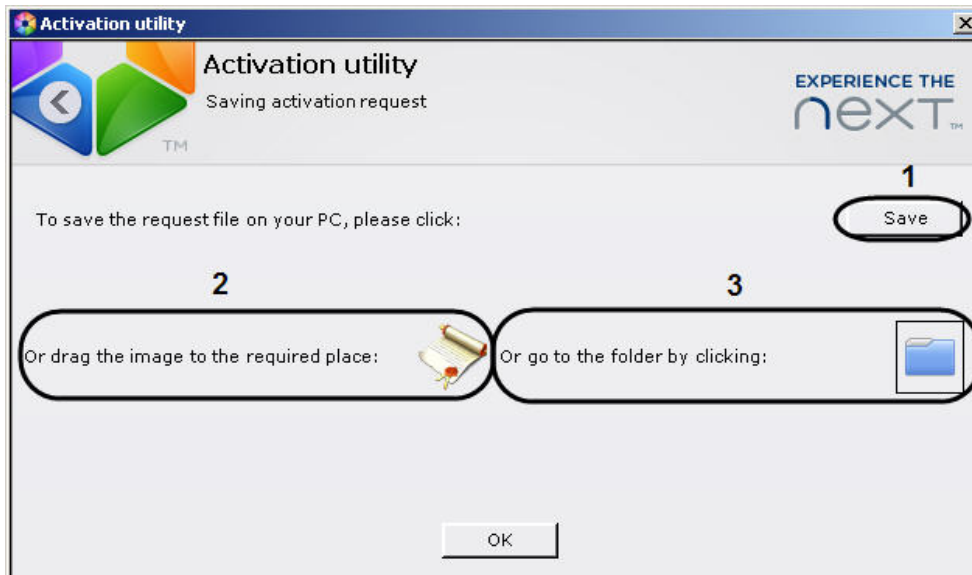 Activation utility
Activation utility
Saving activation request
TM
EXPERIENCE THE
next™
1
To save the request file on your PC, please click:
Save
2
3
Or drag the image to the required place:
Or go to the folder by clicking:
OK